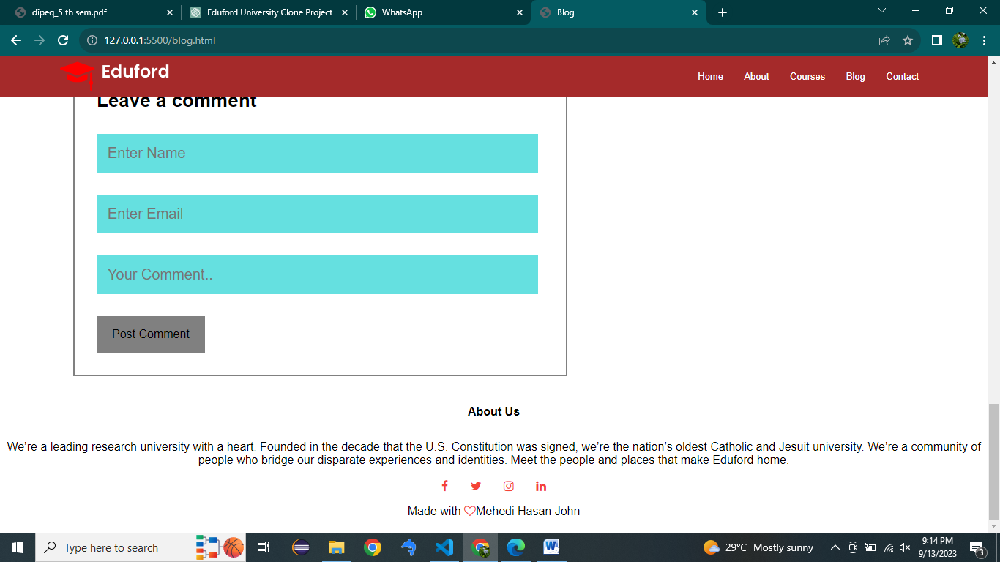 dipeq_5 th sem.pdf
Eduford University Clone Project
WhatsApp
Blog
127.0.0.1:5500/blog.html
Eduford
Home
About
Courses
Blog
Contact
Leave a comment
Enter Name
Enter Email
Your Comment..
Post Comment
About Us
We’re a leading research university with a heart. Founded in the decade that the U.S. Constitution was signed, we’re the nation’s oldest Catholic and Jesuit university. We’re a community of
people who bridge our disparate experiences and identities. Meet the people and places that make Eduford home.
Made with Mehedi Hasan John
Type here to search
29°C Mostly sunny
9:14 PM
9/13/2023
3